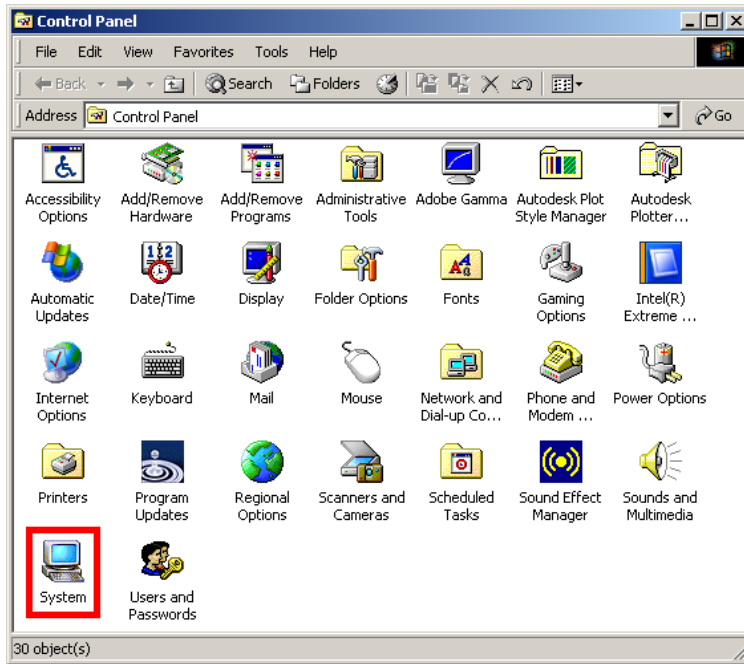 Control Panel
File Edit View Favorites Tools Help
Back Search Folders
Address Control Panel Go
Accessibility Options
Add/Remove Hardware
Add/Remove Programs
Administrative Tools
Adobe Gamma
Autodesk Plot Style Manager
Autodesk Plotter...
Automatic Updates
Date/Time
Display
Folder Options
Fonts
Gaming Options
Intel(R) Extreme ...
Internet Options
Keyboard
Mail
Mouse
Network and Dial-up Co...
Phone and Modem ...
Power Options
Printers
Program Updates
Regional Options
Scanners and Cameras
Scheduled Tasks
Sound Effect Manager
Sounds and Multimedia
System
Users and Passwords
30 object(s)